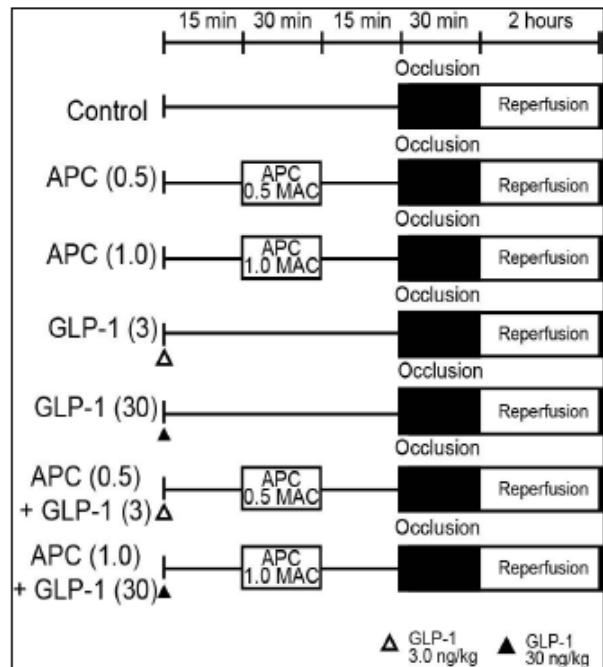 15 min 30 min 15 min 30 min 2 hours
Occlusion
Control Reperfusion
Occlusion
APC (0.5) APC 0.5 MAC Reperfusion
Occlusion
APC (1.0) APC 1.0 MAC Reperfusion
Occlusion
GLP-1 (3) Reperfusion
Occlusion
GLP-1 (30) Reperfusion
Occlusion
APC (0.5) + GLP-1 (3) APC 0.5 MAC Reperfusion
Occlusion
APC (1.0) + GLP-1 (30) APC 1.0 MAC Reperfusion
GLP-1 3.0 ng/kg GLP-1 30 ng/kg